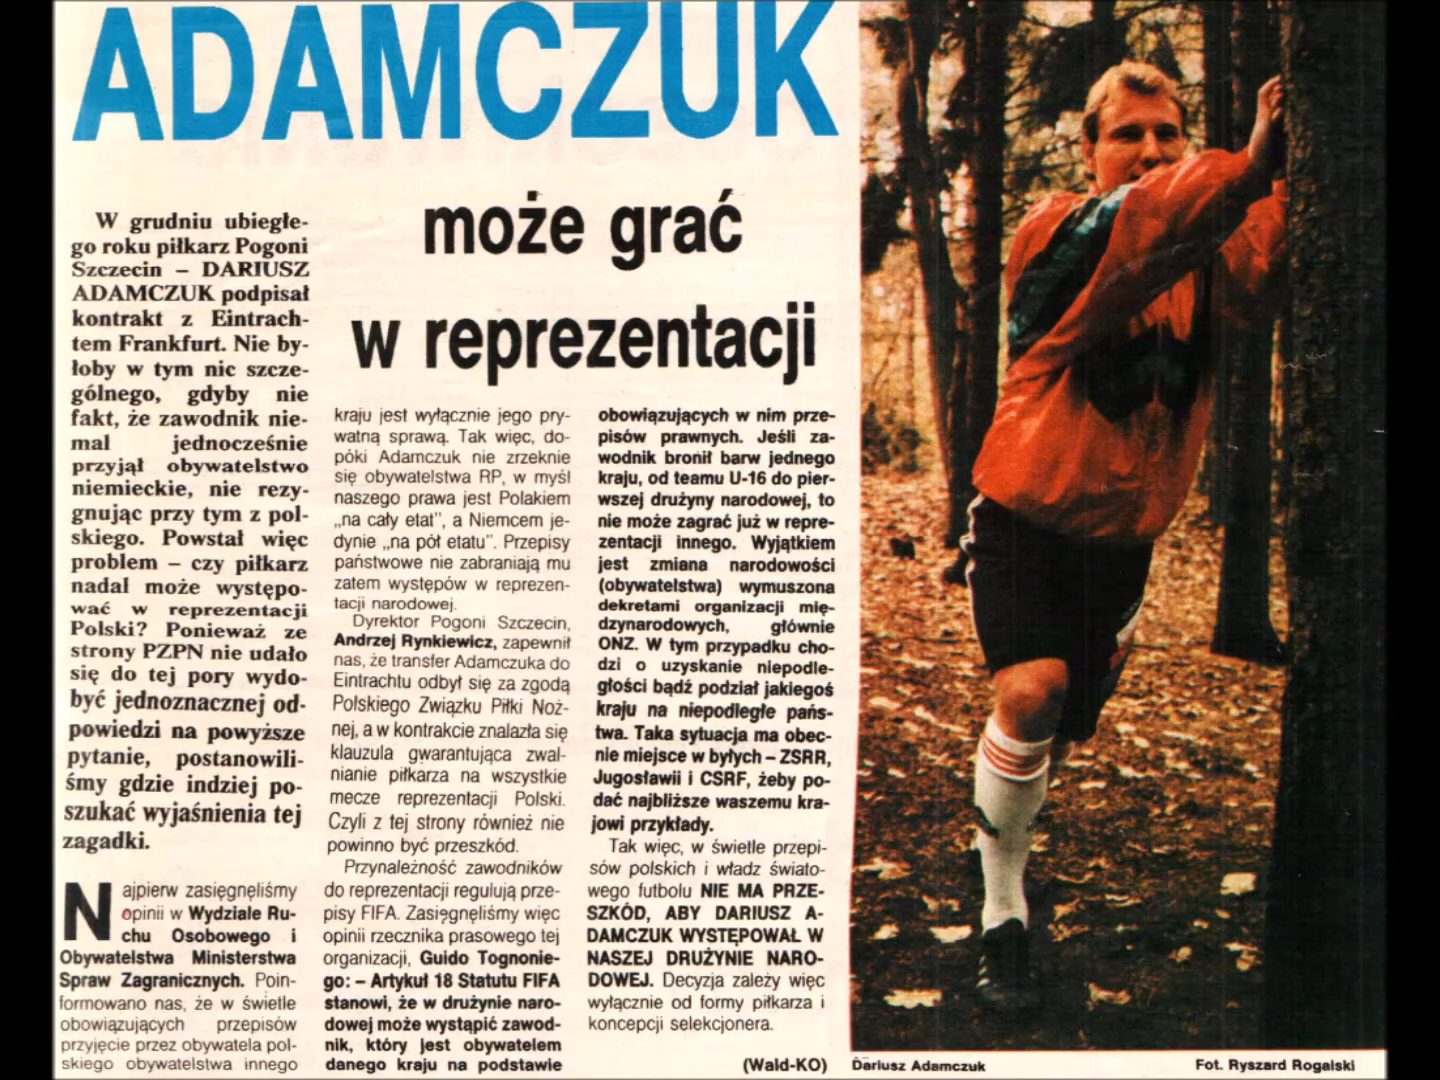 ADAMCZUK
może grać
w reprezentacji
W grudniu ubiegłe-
go roku piłkarz Pogoni
Szczecin – DARIUSZ
ADAMCZUK podpisał
kontrakt z Eintrach-
tem Frankfurt. Nie by-
łoby w tym nic szcze-
gólnego, gdyby nie
fakt, że zawodnik nie-
mal jednocześnie
przyjął obywatelstwo
niemieckie, nie rezy-
gnując przy tym z pol-
skiego. Powstał więc
problem – czy piłkarz
nadal może występo-
wać w reprezentacji
Polski? Ponieważ ze
strony PZPN nie udało
się do tej pory wydo-
być jednoznacznej od-
powiedzi na powyższe
pytanie, postanowili-
śmy gdzie indziej po-
szukać wyjaśnienia tej
zagadki.
Najpierw zasięgnęliśmy
opinii w Wydziale Ru-
chu Osobowego i
Obywatelstwa Ministerstwa
Spraw Zagranicznych. Poin-
formowano nas, że w świetle
obowiązujących przepisów
przyjęcie przez obywatela pol-
skiego obywatelstwa innego
kraju jest wyłącznie jego pry-
watną sprawą. Tak więc, do-
póki Adamczuk nie zrzeknie
się obywatelstwa RP, w myśl
naszego prawa jest Polakiem
„na cały etat”, a Niemcem je-
dynie „na pół etatu”. Przepisy
państwowe nie zabraniają mu
zatem występów w reprezen-
tacji narodowej.
Dyrektor Pogoni Szczecin,
Andrzej Rynkiewicz, zapewnił
nas, że transfer Adamczuka do
Eintrachtu odbył się za zgodą
Polskiego Związku Piłki Noż-
nej, a w kontrakcie znalazła się
klauzula gwarantująca zwal-
nianie piłkarza na wszystkie
mecze reprezentacji Polski.
Czyli z tej strony również nie
powinno być przeszkód.
Przynależność zawodników
do reprezentacji regulują prze-
pisy FIFA. Zasięgnęliśmy więc
opinii rzecznika prasowego tej
organizacji, Guido Tognonie-
go: – Artykuł 18 Statutu FIFA
stanowi, że w drużynie naro-
dowej może wystąpić zawod-
nik, który jest obywatelem
danego kraju na podstawie
obowiązujących w nim prze-
pisów prawnych. Jeśli za-
wodnik bronił barw jednego
kraju, od teamu U-16 do pier-
wszej drużyny narodowej, to
nie może zagrać już w repre-
zentacji innego. Wyjątkiem
jest zmiana narodowości
(obywatelstwa) wymuszona
dekretami organizacji mię-
dzynarodowych, głównie
ONZ. W tym przypadku cho-
dzi o uzyskanie niepodle-
głości bądź podział jakiegoś
kraju na niepodległe pańs-
twa. Taka sytuacja ma obec-
nie miejsce w byłych – ZSRR,
Jugosławii i CSRF, żeby po-
dać najbliższe waszemu kra-
jowi przykłady.
Tak więc, w świetle przepi-
sów polskich i władz świato-
wego futbolu NIE MA PRZE-
SZKÓD, ABY DARIUSZ A-
DAMCZUK WYSTĘPOWAŁ W
NASZEJ DRUŻYNIE NARO-
DOWEJ. Decyzja zależy więc
wyłącznie od formy piłkarza i
koncepcji selekcjonera.
(Wald-KO)
Dariusz Adamczuk
Fot. Ryszard Rogalski